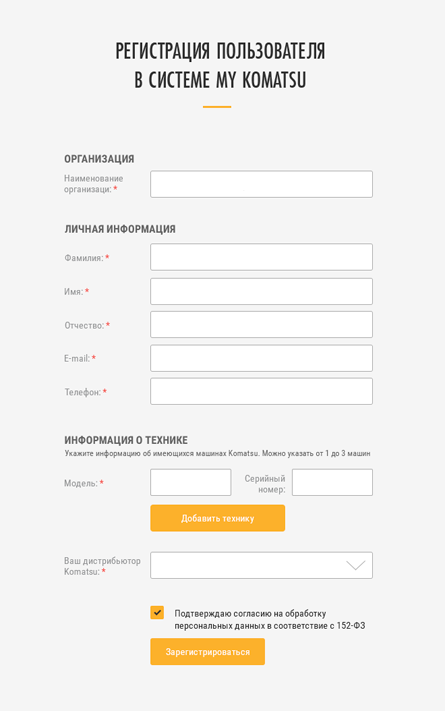 РЕГИСТРАЦИЯ ПОЛЬЗОВАТЕЛЯ
В СИСТЕМЕ MY KOMATSU
ОРГАНИЗАЦИЯ
Наименование
организаци: *
ЛИЧНАЯ ИНФОРМАЦИЯ
Фамилия: *
Имя: *
Отчество: *
E-mail: *
Телефон: *
ИНФОРМАЦИЯ О ТЕХНИКЕ
Укажите информацию об имеющихся машинах Komatsu. Можно указать от 1 до 3 машин
Модель: *
Серийный
номер:
Добавить технику
Ваш дистрибьютор
Komatsu: *
Подтверждаю согласию на обработку
персональных данных в соответствие с 152-ФЗ
Зарегистрироваться